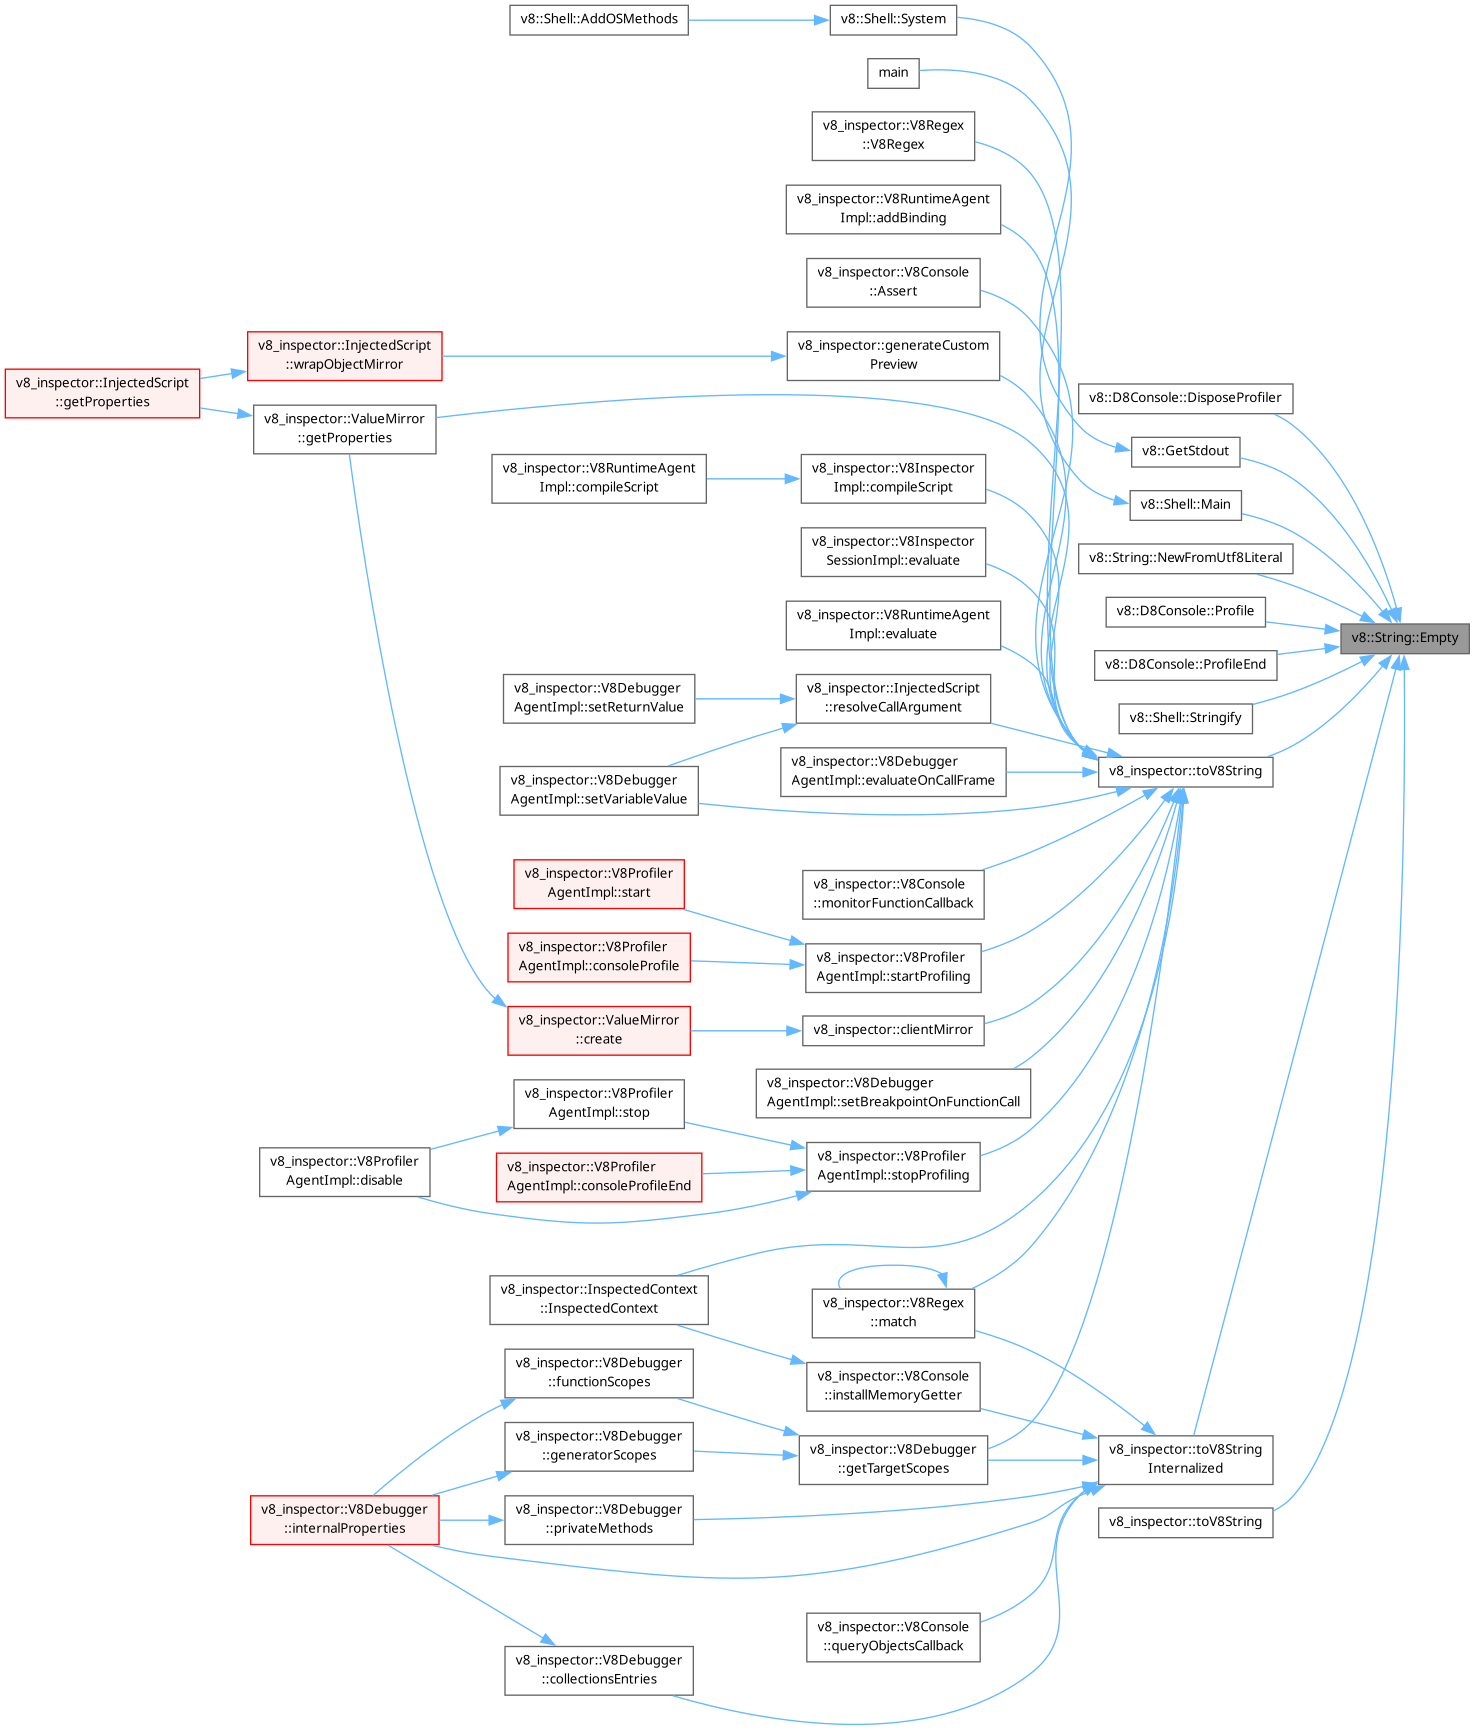 v8::Shell::AddOSMethods
v8::Shell::System
main
v8_inspector::V8Regex
::V8Regex
v8_inspector::V8RuntimeAgent
Impl::addBinding
v8_inspector::V8Console
::Assert
v8_inspector::generateCustom
Preview
v8_inspector::InjectedScript
::wrapObjectMirror
v8_inspector::InjectedScript
::getProperties
v8_inspector::ValueMirror
::getProperties
v8::D8Console::DisposeProfiler
v8::GetStdout
v8_inspector::V8RuntimeAgent
Impl::compileScript
v8_inspector::V8Inspector
Impl::compileScript
v8::Shell::Main
v8_inspector::V8Inspector
SessionImpl::evaluate
v8::String::NewFromUtf8Literal
v8::D8Console::Profile
v8_inspector::V8RuntimeAgent
Impl::evaluate
v8::String::Empty
v8::D8Console::ProfileEnd
v8_inspector::V8Debugger
AgentImpl::setReturnValue
v8_inspector::InjectedScript
::resolveCallArgument
v8::Shell::Stringify
v8_inspector::V8Debugger
AgentImpl::evaluateOnCallFrame
v8_inspector::toV8String
v8_inspector::V8Debugger
AgentImpl::setVariableValue
v8_inspector::V8Profiler
AgentImpl::start
v8_inspector::V8Console
::monitorFunctionCallback
v8_inspector::V8Profiler
AgentImpl::consoleProfile
v8_inspector::V8Profiler
AgentImpl::startProfiling
v8_inspector::ValueMirror
::create
v8_inspector::clientMirror
v8_inspector::V8Debugger
AgentImpl::setBreakpointOnFunctionCall
v8_inspector::V8Profiler
AgentImpl::stop
v8_inspector::V8Profiler
AgentImpl::disable
v8_inspector::V8Profiler
AgentImpl::consoleProfileEnd
v8_inspector::V8Profiler
AgentImpl::stopProfiling
v8_inspector::InspectedContext
::InspectedContext
v8_inspector::V8Regex
::match
v8_inspector::V8Debugger
::functionScopes
v8_inspector::V8Console
::installMemoryGetter
v8_inspector::V8Debugger
::generatorScopes
v8_inspector::V8Debugger
::getTargetScopes
v8_inspector::toV8String
Internalized
v8_inspector::V8Debugger
::internalProperties
v8_inspector::V8Debugger
::privateMethods
v8_inspector::toV8String
v8_inspector::V8Console
::queryObjectsCallback
v8_inspector::V8Debugger
::collectionsEntries